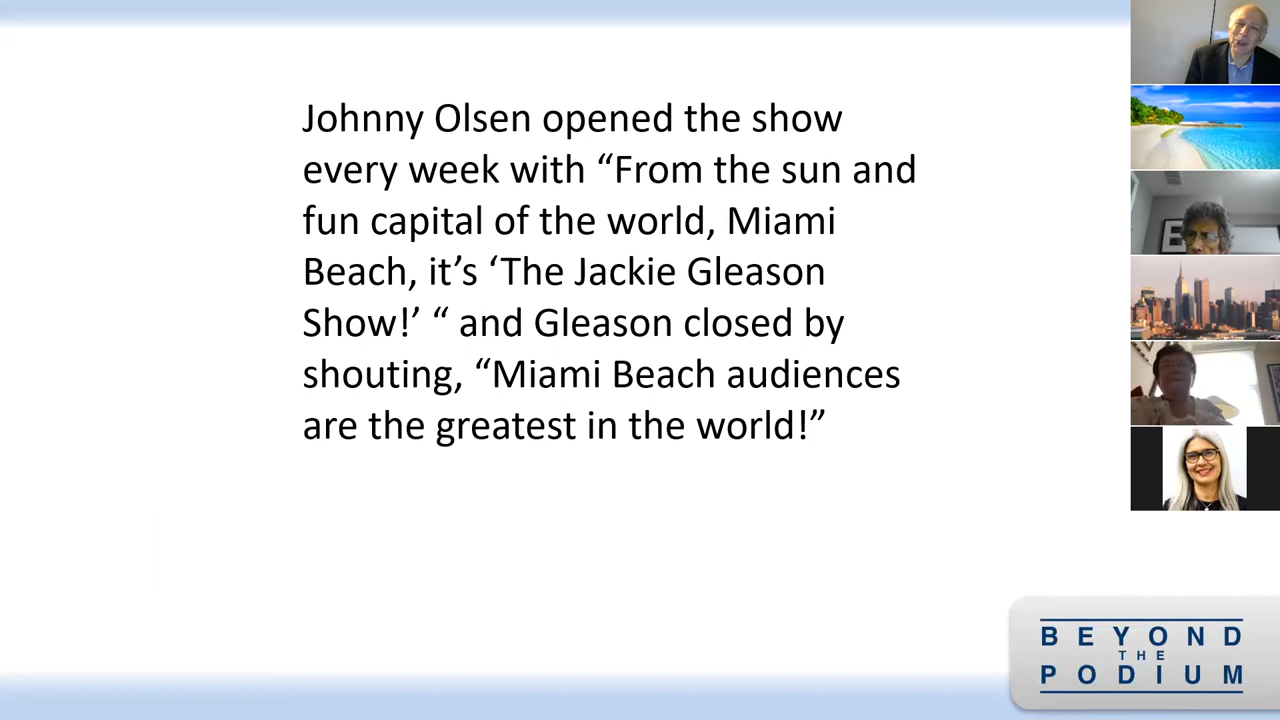 Johnny Olsen opened the show
every week with “From the sun and
fun capital of the world, Miami
Beach, it’s ‘The Jackie Gleason
Show!’ “ and Gleason closed by
shouting, “Miami Beach audiences
are the greatest in the world!”
BEYOND
THE
PODIUM